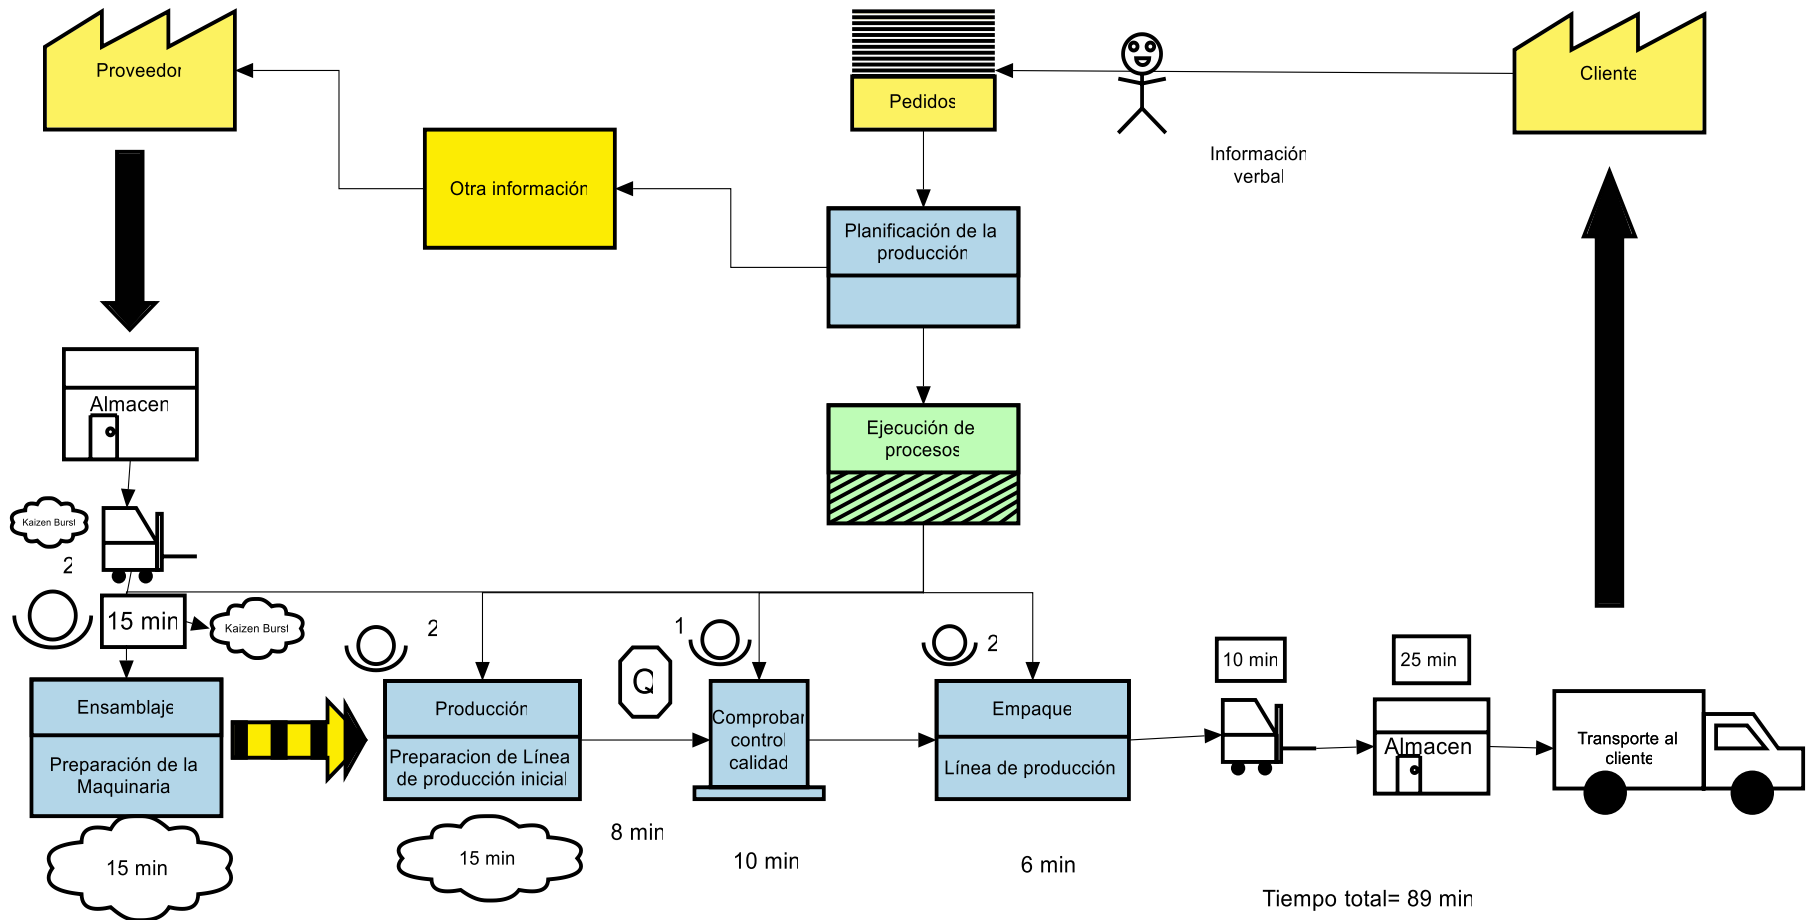 Proveedor
Pedidos
Cliente
Información
verbal
Otra información
Planificación de la
producción
Almacen
Ejecución de
procesos
Kaizen Burst
2
15 min
Kaizen Burst
2
1
2
10 min
25 min
Ensamblaje
Preparación de la
Maquinaria
Producción
Preparacion de Línea
de producción inicial
Q
Comprobar
control
calidad
Empaque
Línea de producción
Almacen
Transporte al
cliente
15 min
15 min
8 min
10 min
6 min
Tiempo total= 89 min